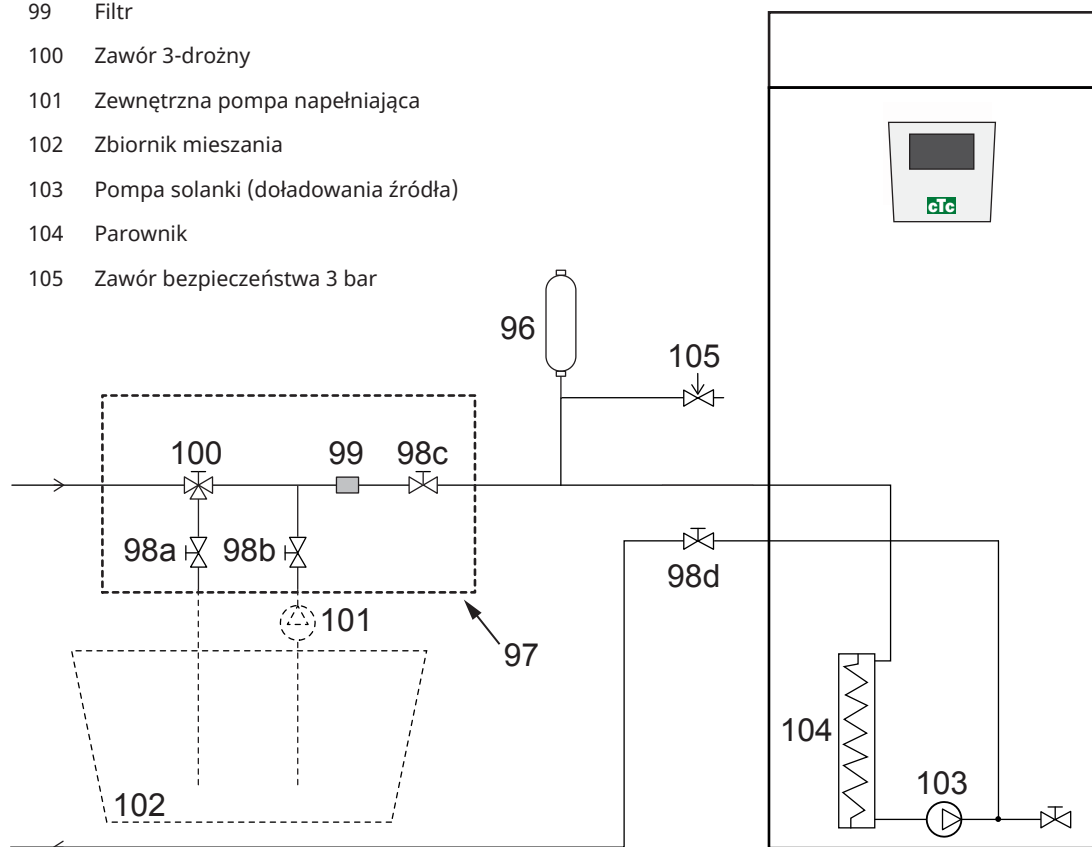 99 Filtr
100 Zawór 3-drożny
101 Zewnętrzna pompa napełniająca
102 Zbiornik mieszania
103 Pompa solanki (doładowania źródła)
104 Parownik
105 Zawór bezpieczeństwa 3 bar
cTc
96
105
100 99 98c
98a 98b
98d
101
97
104
103
102